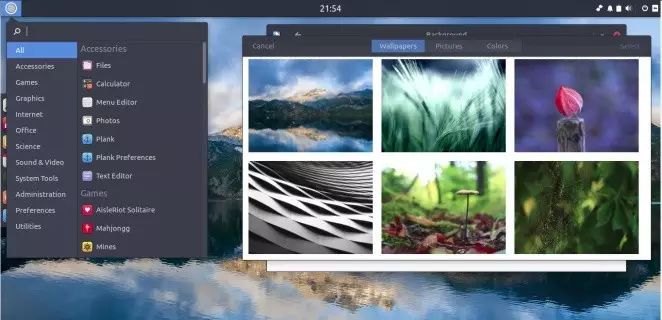 21:54
All
Accessories
Games
Graphics
Internet
Office
Science
Sound & Video
System Tools
Administration
Preferences
Utilities
Accessories
Files
Calculator
Menu Editor
Photos
Plank
Plank Preferences
Text Editor
Games
AisleRiot Solitaire
Mahjongg
Mines
Background
Cancel
Wallpapers
Pictures
Colors
Select